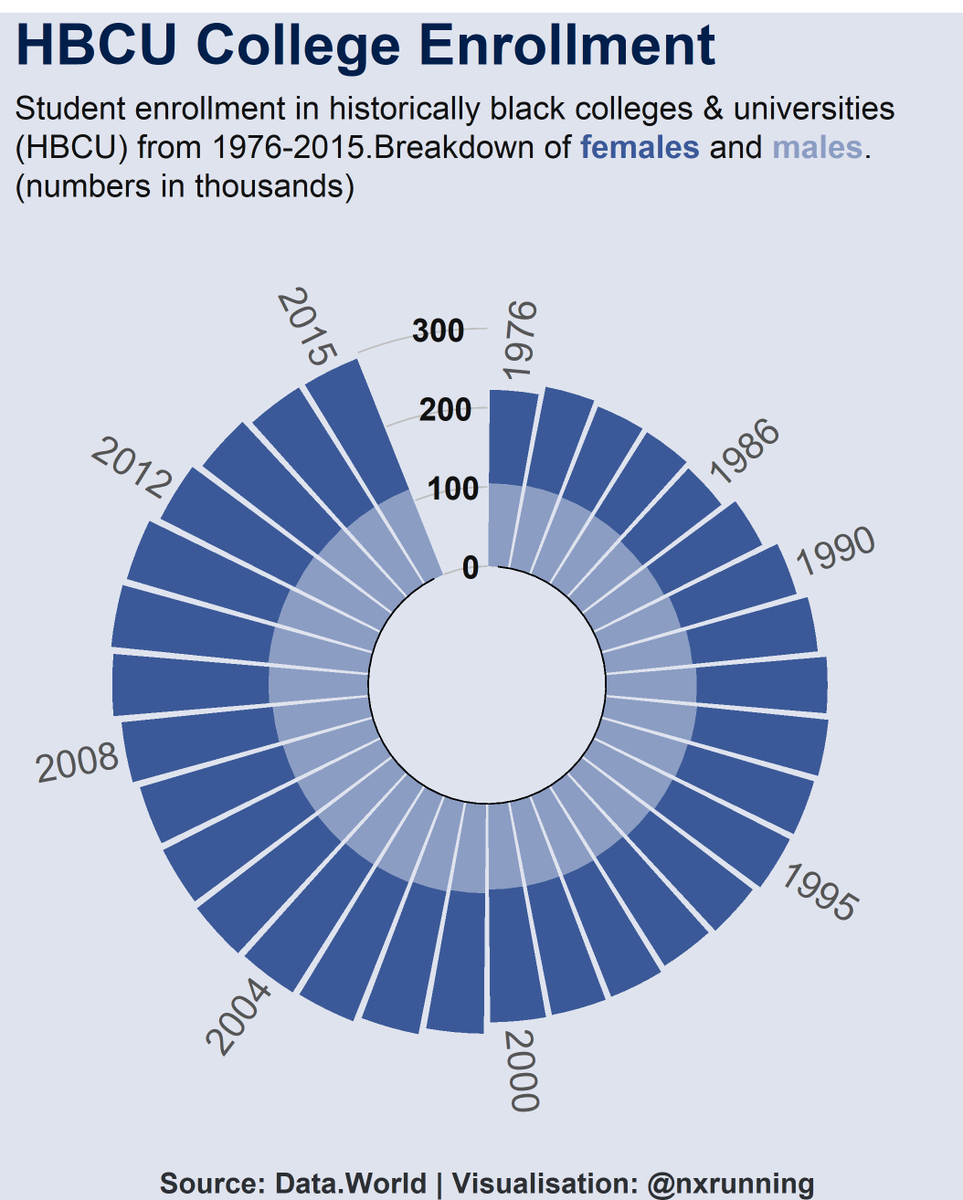 HBCU College Enrollment
Student enrollment in historically black colleges & universities
(HBCU) from 1976-2015.Breakdown of females and males.
(numbers in thousands)
300
200
100
0
1976
1986
1990
1995
2000
2004
2008
2012
2015
Source: Data.World | Visualisation: @nxrunning